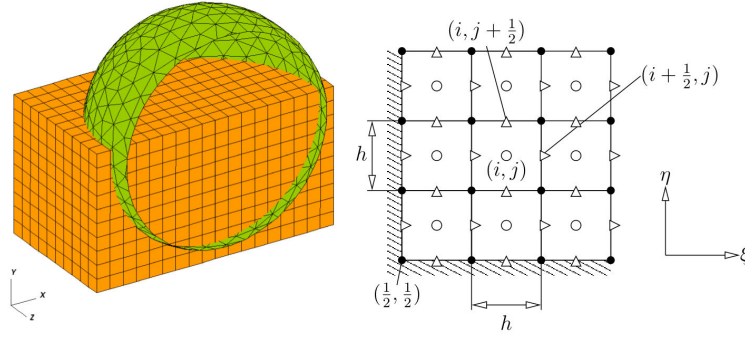 Y
X
Z
(i, j + 1/2)
(i + 1/2, j)
h
(i, j)
η
ξ
(1/2, 1/2)
h